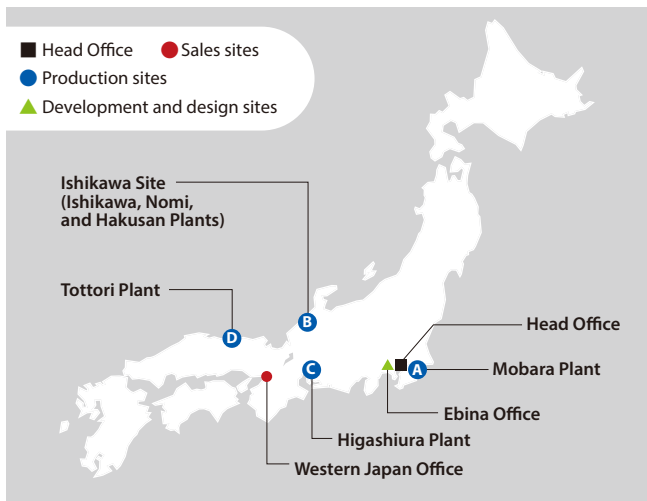 Head Office
Sales sites
Production sites
Development and design sites
Ishikawa Site
(Ishikawa, Nomi,
and Hakusan Plants)
Tottori Plant
B
D
Head Office
C
A
Mobara Plant
Ebina Office
Higashiura Plant
Western Japan Office